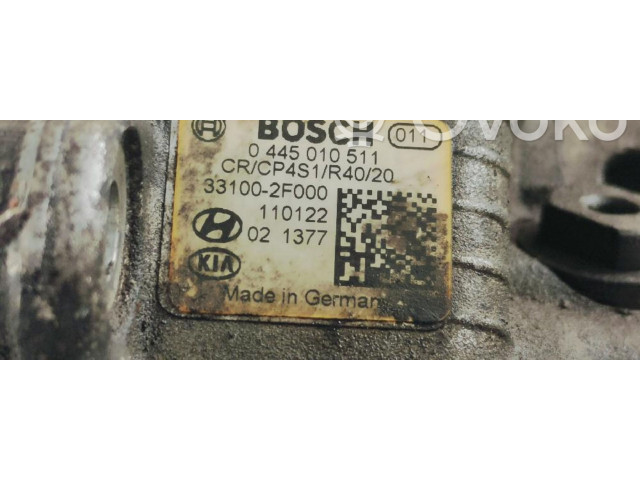 BOSCH 011
0 445 010 511
CR/CP4S1/R40/20
33100-2F000
110122
02 1377
KIA
Made in German